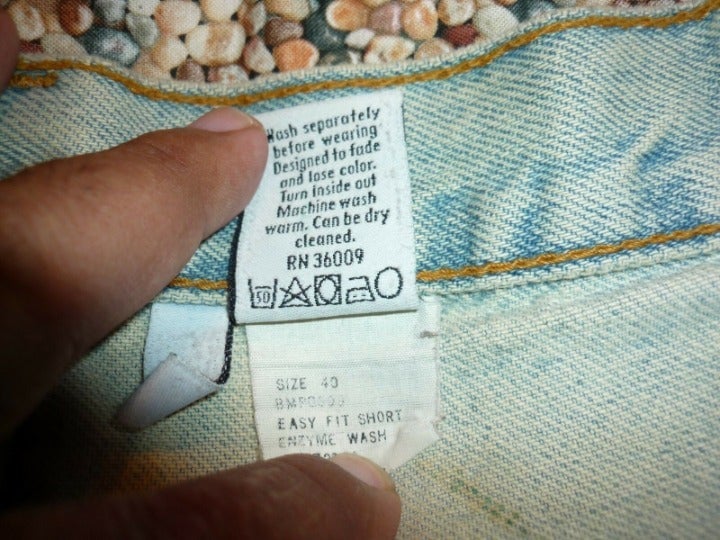 Wash separately
before wearing
Designed to fade
and lose color.
Turn inside out
Machine wash
warm. Can be dry
cleaned.
RN 36009
50
SIZE 40
EASY FIT SHORT
ENZYME WASH